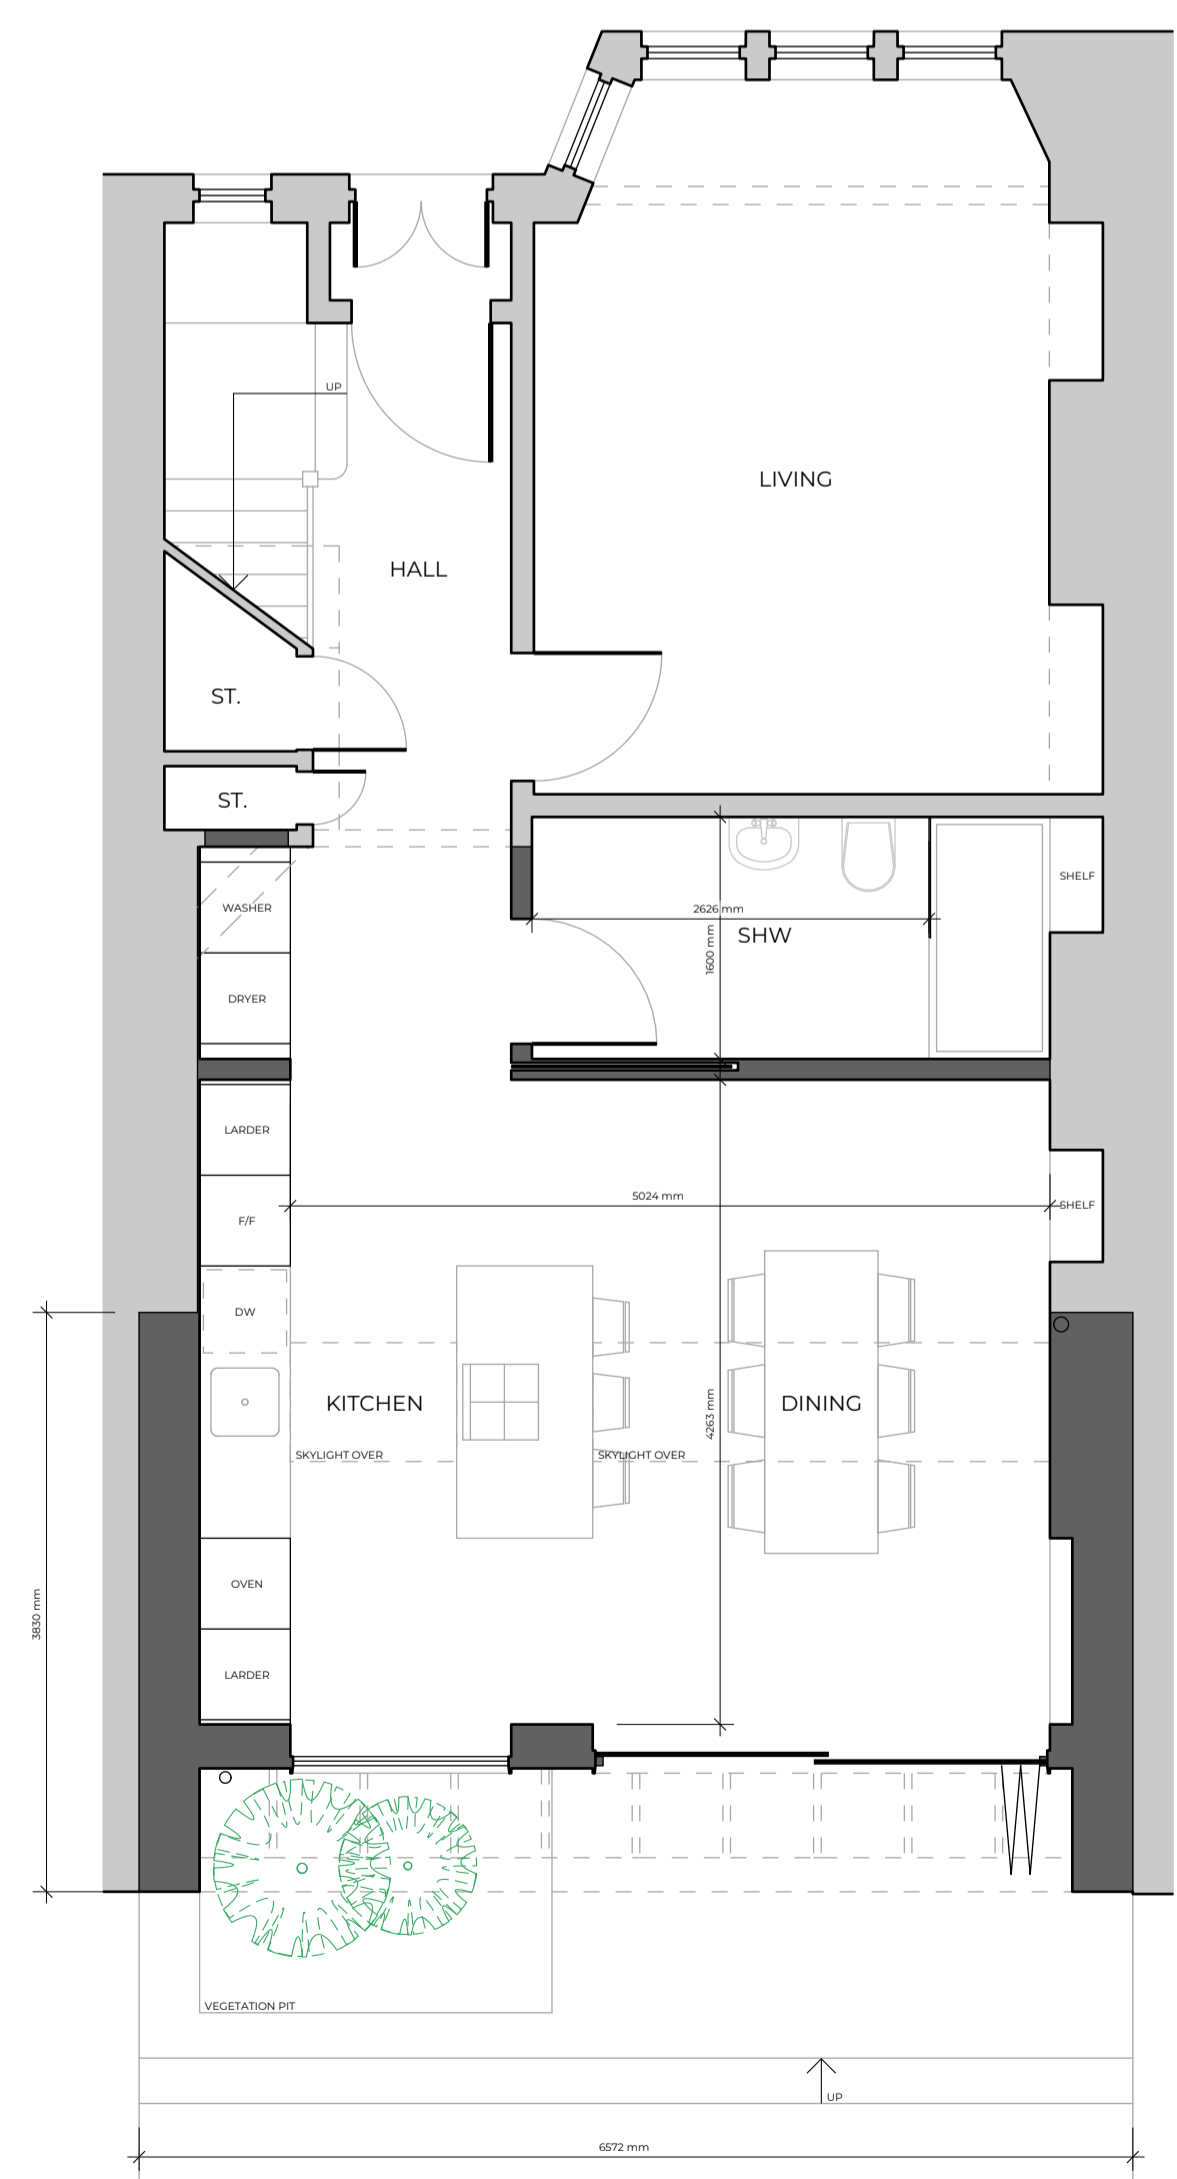 UP
LIVING
HALL
ST.
ST.
SHELF
WASHER
2626 mm
SHW
1600 mm
DRYER
LARDER
5024 mm
SHELF
F/F
DW
KITCHEN
DINING
4263 mm
SKYLIGHT OVER
SKYLIGHT OVER
OVEN
3830 mm
LARDER
VEGETATION PIT
UP
6572 mm